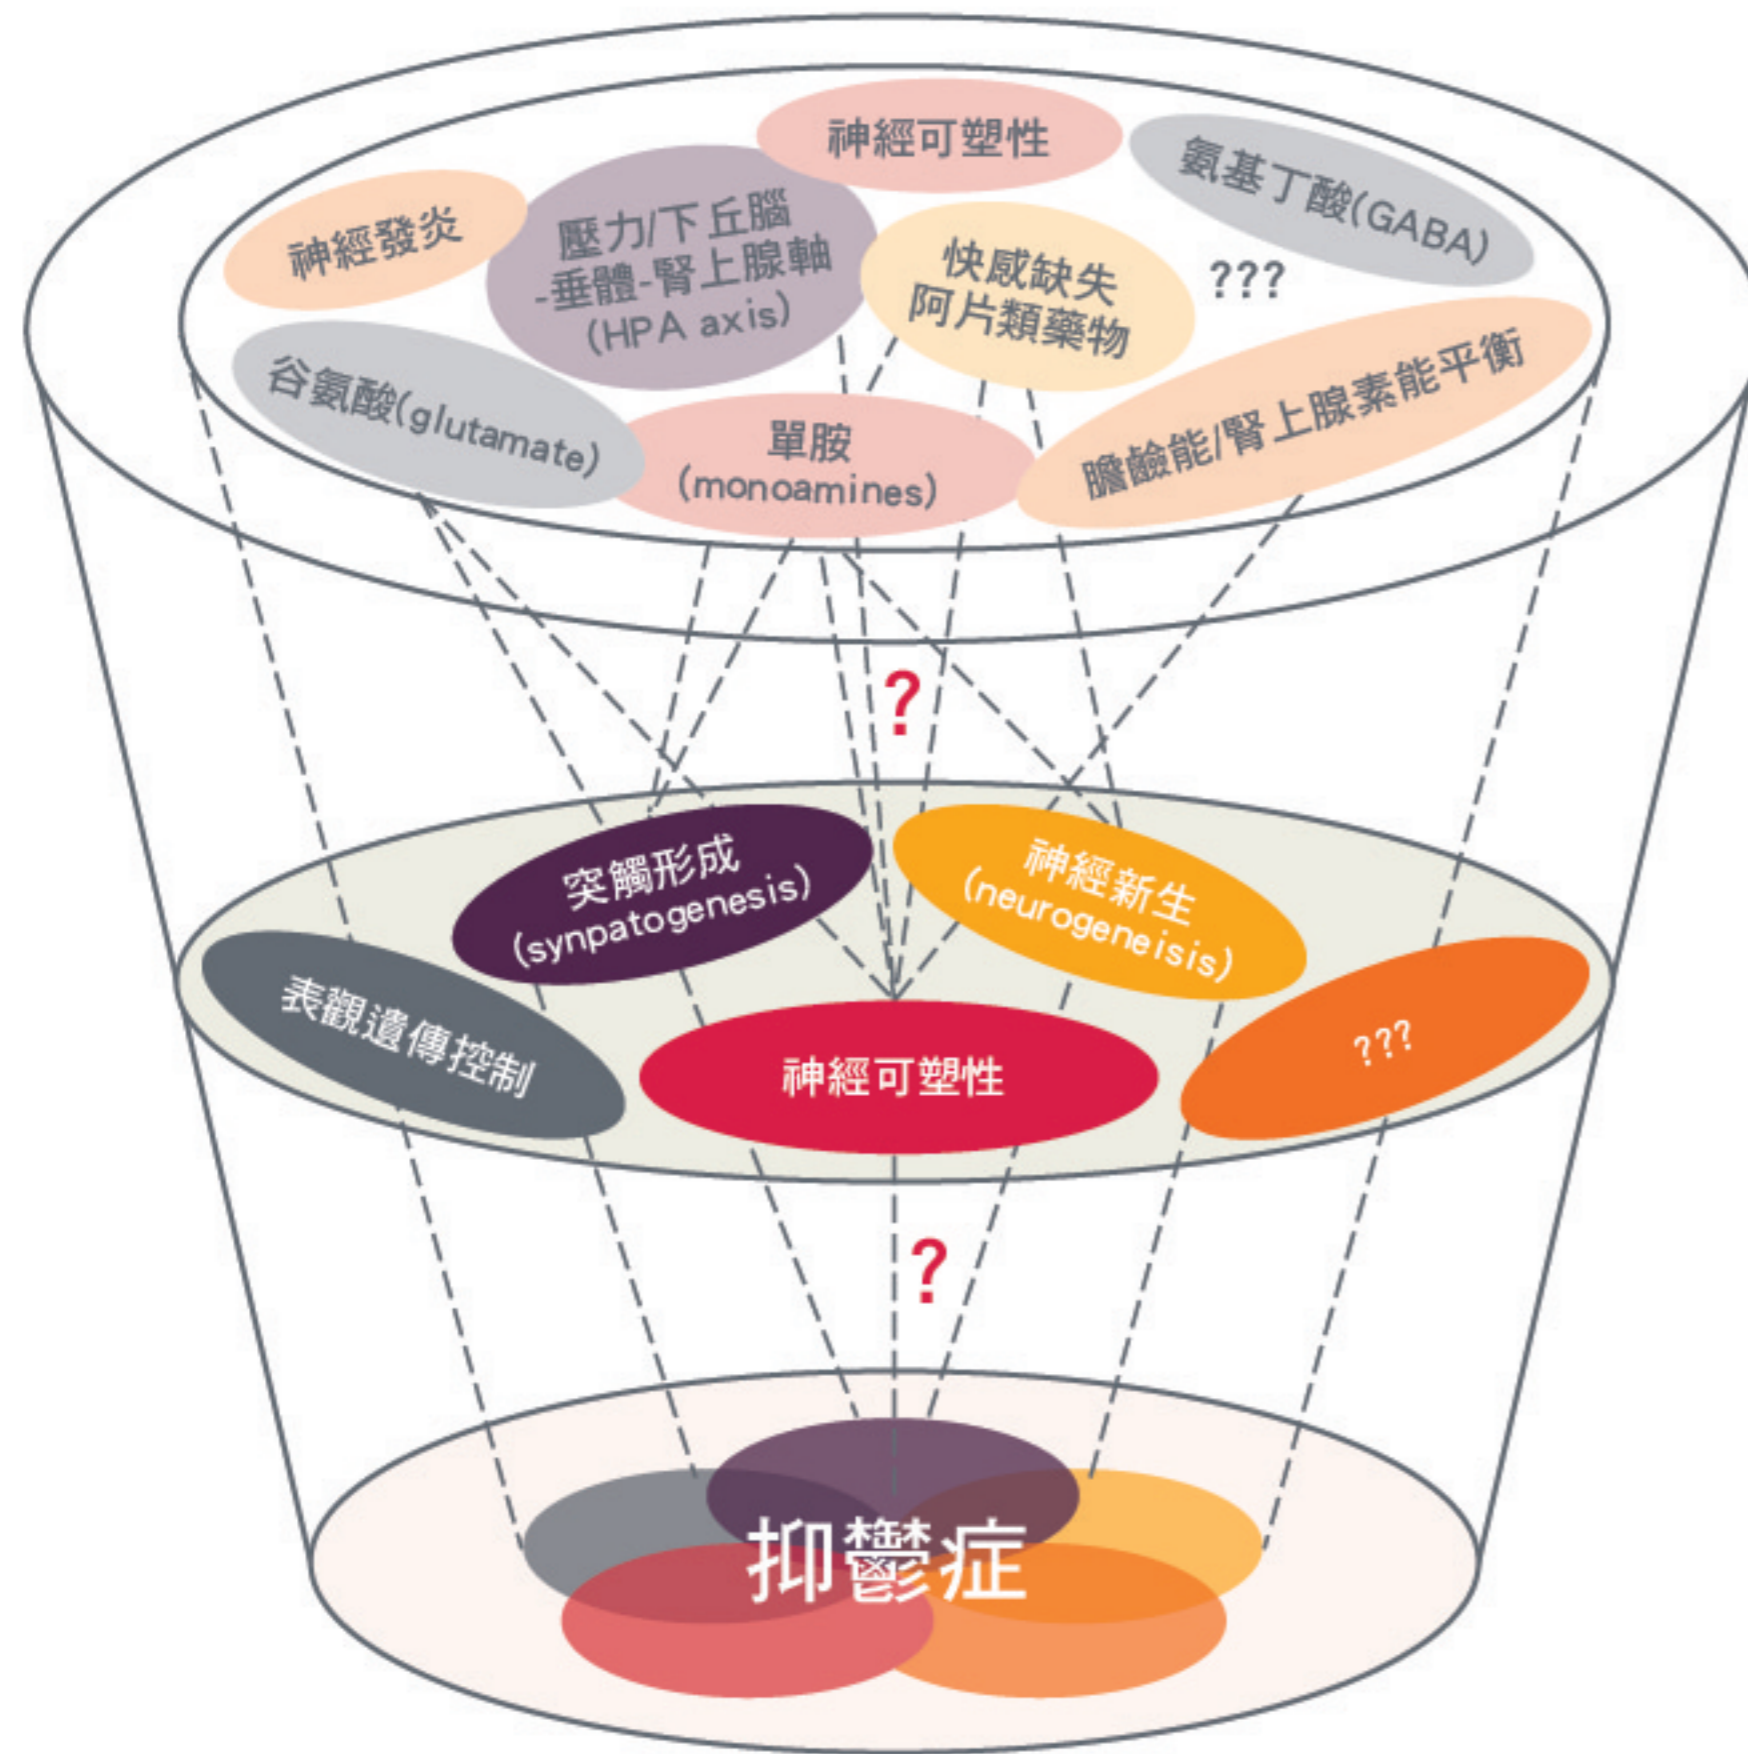 神經可塑性
氨基丁酸(GABA)
神經發炎
壓力/下丘腦
-垂體-腎上腺軸
(HPA axis)
快感缺失
阿片類藥物
???
谷氨酸(glutamate)
單胺
(monoamines)
膽鹼能/腎上腺素能平衡
?
突觸形成
(synpatogenesis)
神經新生
(neurogeneisis)
表觀遺傳控制
神經可塑性
???
?
抑鬱症